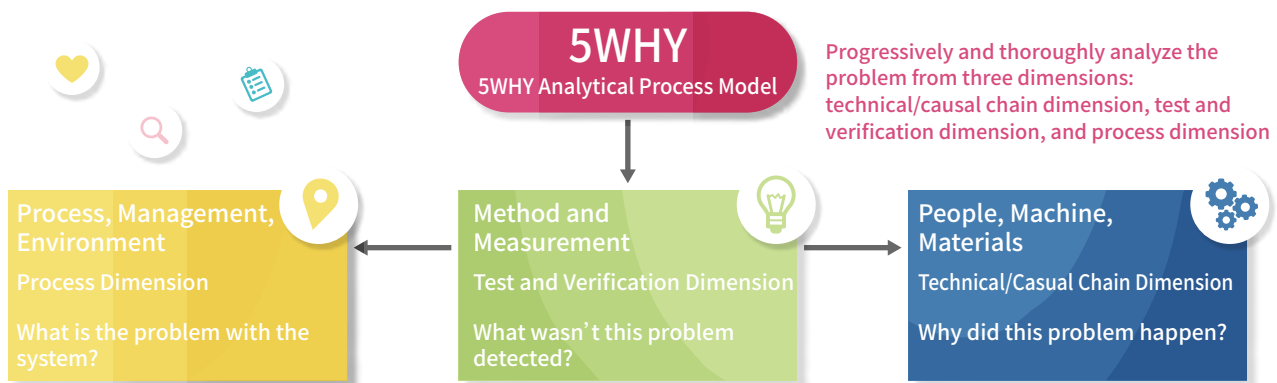 5WHY
5WHY Analytical Process Model
Progressively and thoroughly analyze the
problem from three dimensions:
technical/causal chain dimension, test and
verification dimension, and process dimension
Process, Management,
Environment
Process Dimension
What is the problem with the
system?
Method and
Measurement
Test and Verification Dimension
What wasn't this problem
detected?
People, Machine,
Materials
Technical/Casual Chain Dimension
Why did this problem happen?